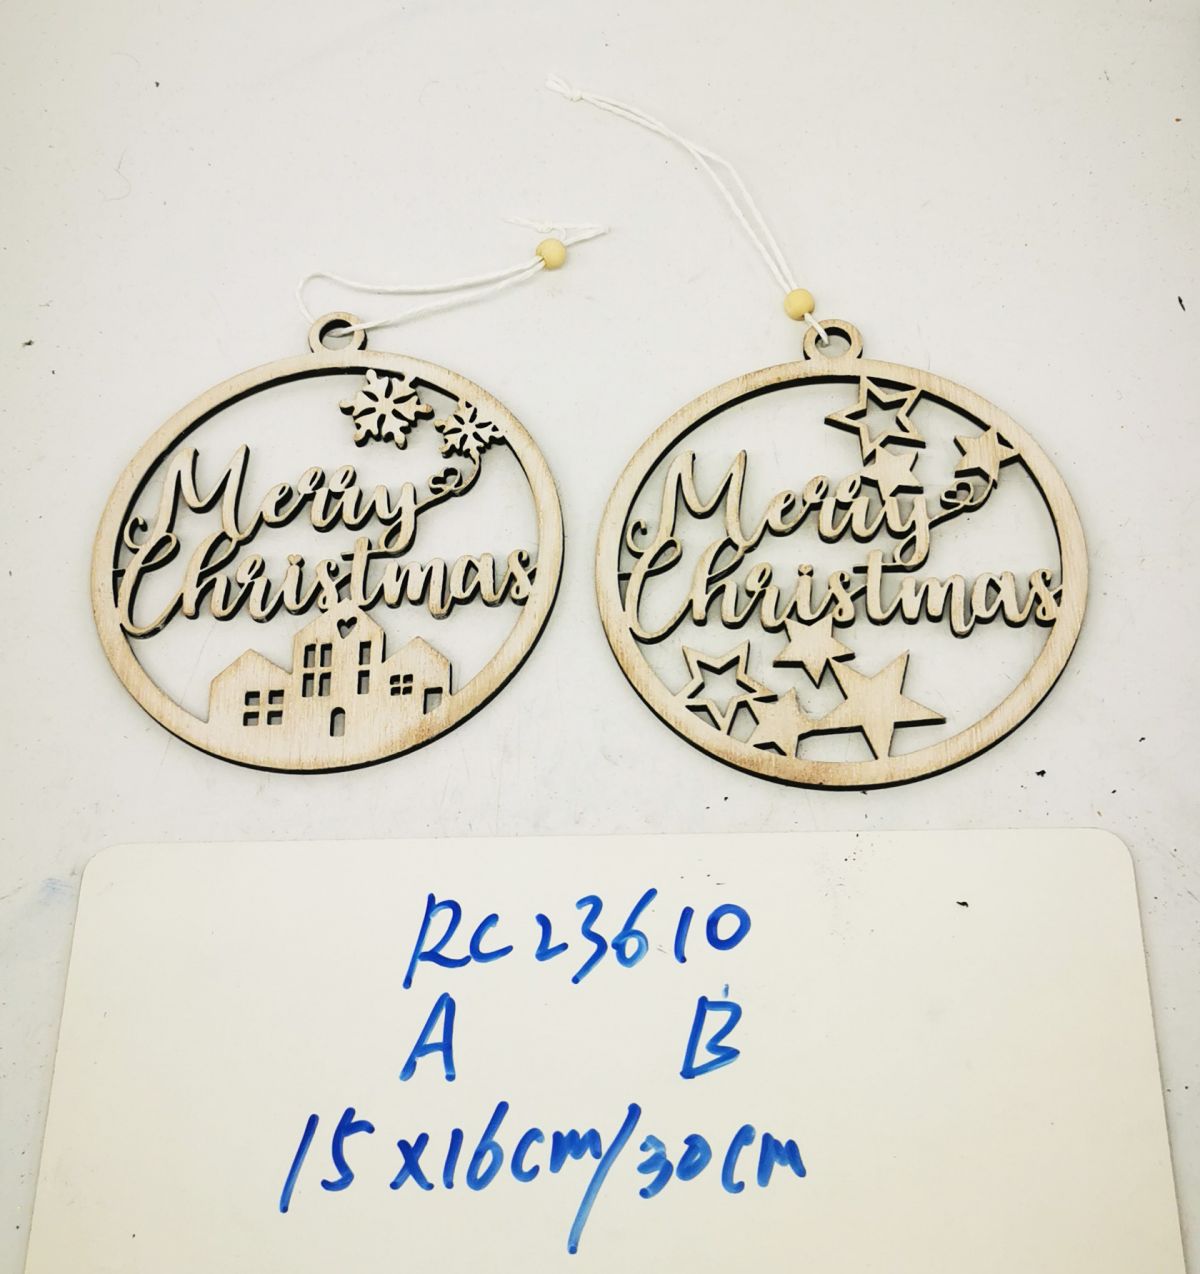 Merry
Christmas
Merry
Christmas
RC23610
A B
15x16cm/30cm